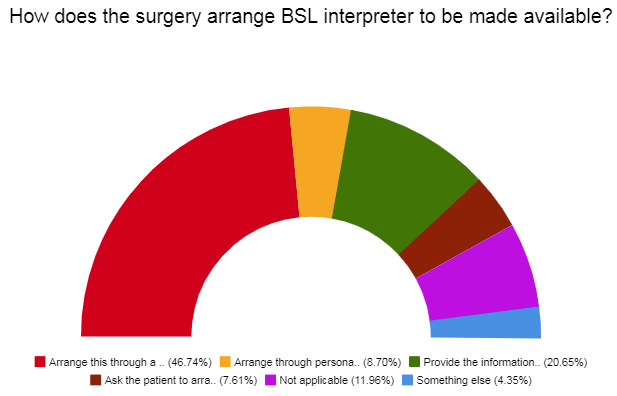 How does the surgery arrange BSL interpreter to be made available?
Arrange this through a .. (46.74%) Arrange through persona.. (8.70%) Provide the information.. (20.65%)
Ask the patient to arra.. (7.61%) Not applicable (11.96%) Something else (4.35%)